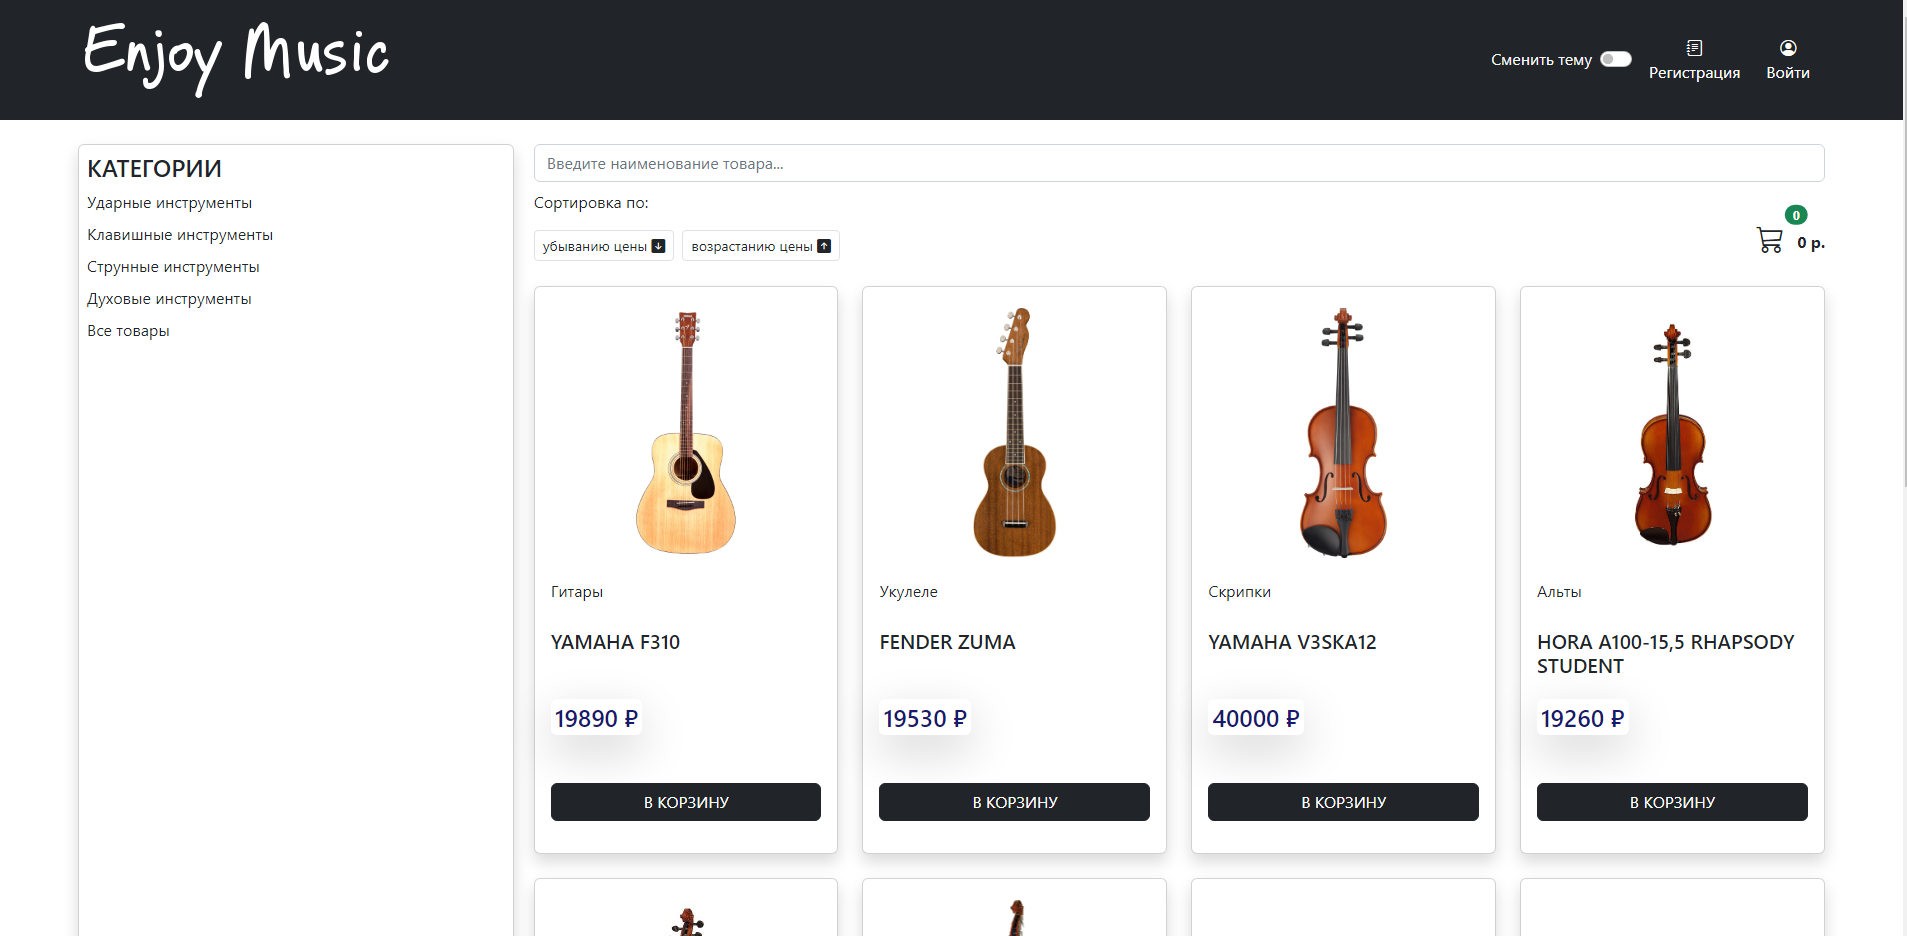 Enjoy Music
Сменить тему
Регистрация
Войти
КАТЕГОРИИ
Ударные инструменты
Клавишные инструменты
Струнные инструменты
Духовые инструменты
Все товары
Введите наименование товара...
Сортировка по:
убыванию цены
возрастанию цены
0
0 р.
Гитары
YAMAHA F310
19890 ₽
В КОРЗИНУ
Укулеле
FENDER ZUMA
19530 ₽
В КОРЗИНУ
Скрипки
YAMAHA V3SKA12
40000 ₽
В КОРЗИНУ
Альты
HORA A100-15,5 RHAPSODY
STUDENT
19260 ₽
В КОРЗИНУ